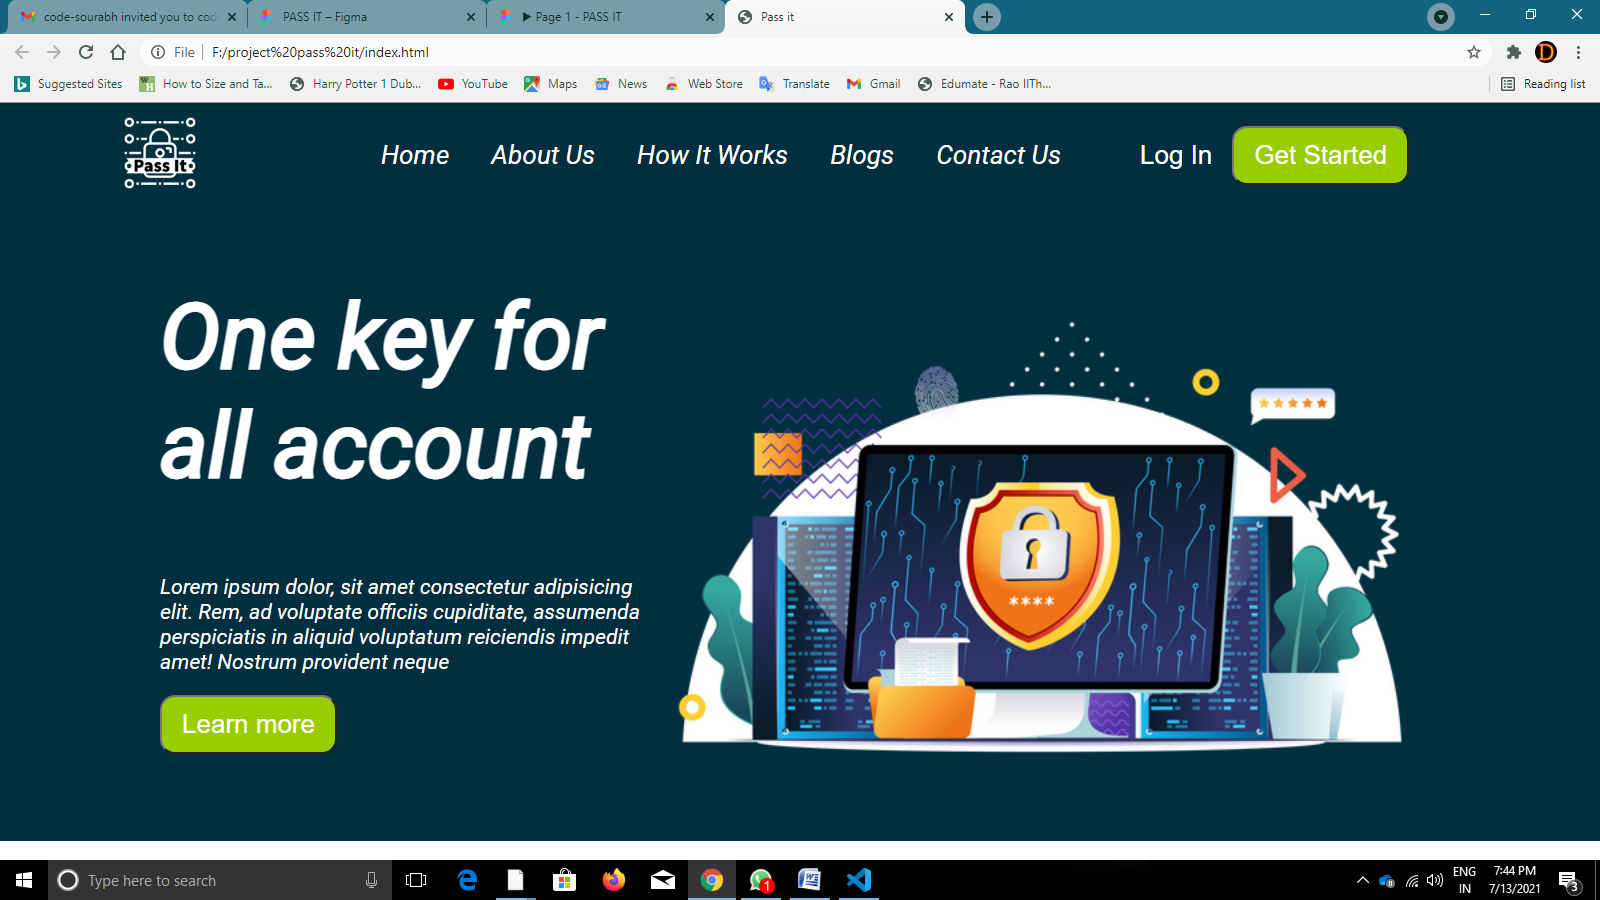 code-sourabh invited you to cod
PASS IT – Figma
▶ Page 1 - PASS IT
Pass it
File
F:/project%20pass%20it/index.html
Suggested Sites
How to Size and Ta...
Harry Potter 1 Dub...
YouTube
Maps
News
Web Store
Translate
Gmail
Edumate - Rao IITh...
Reading list
Pass It
Home
About Us
How It Works
Blogs
Contact Us
Log In
Get Started
One key for
all account
****
Lorem ipsum dolor, sit amet consectetur adipisicing
elit. Rem, ad voluptate officiis cupiditate, assumenda
perspiciatis in aliquid voluptatum reiciendis impedit
amet! Nostrum provident neque
Learn more
Type here to search
1
ENG
IN
7:44 PM
7/13/2021
3